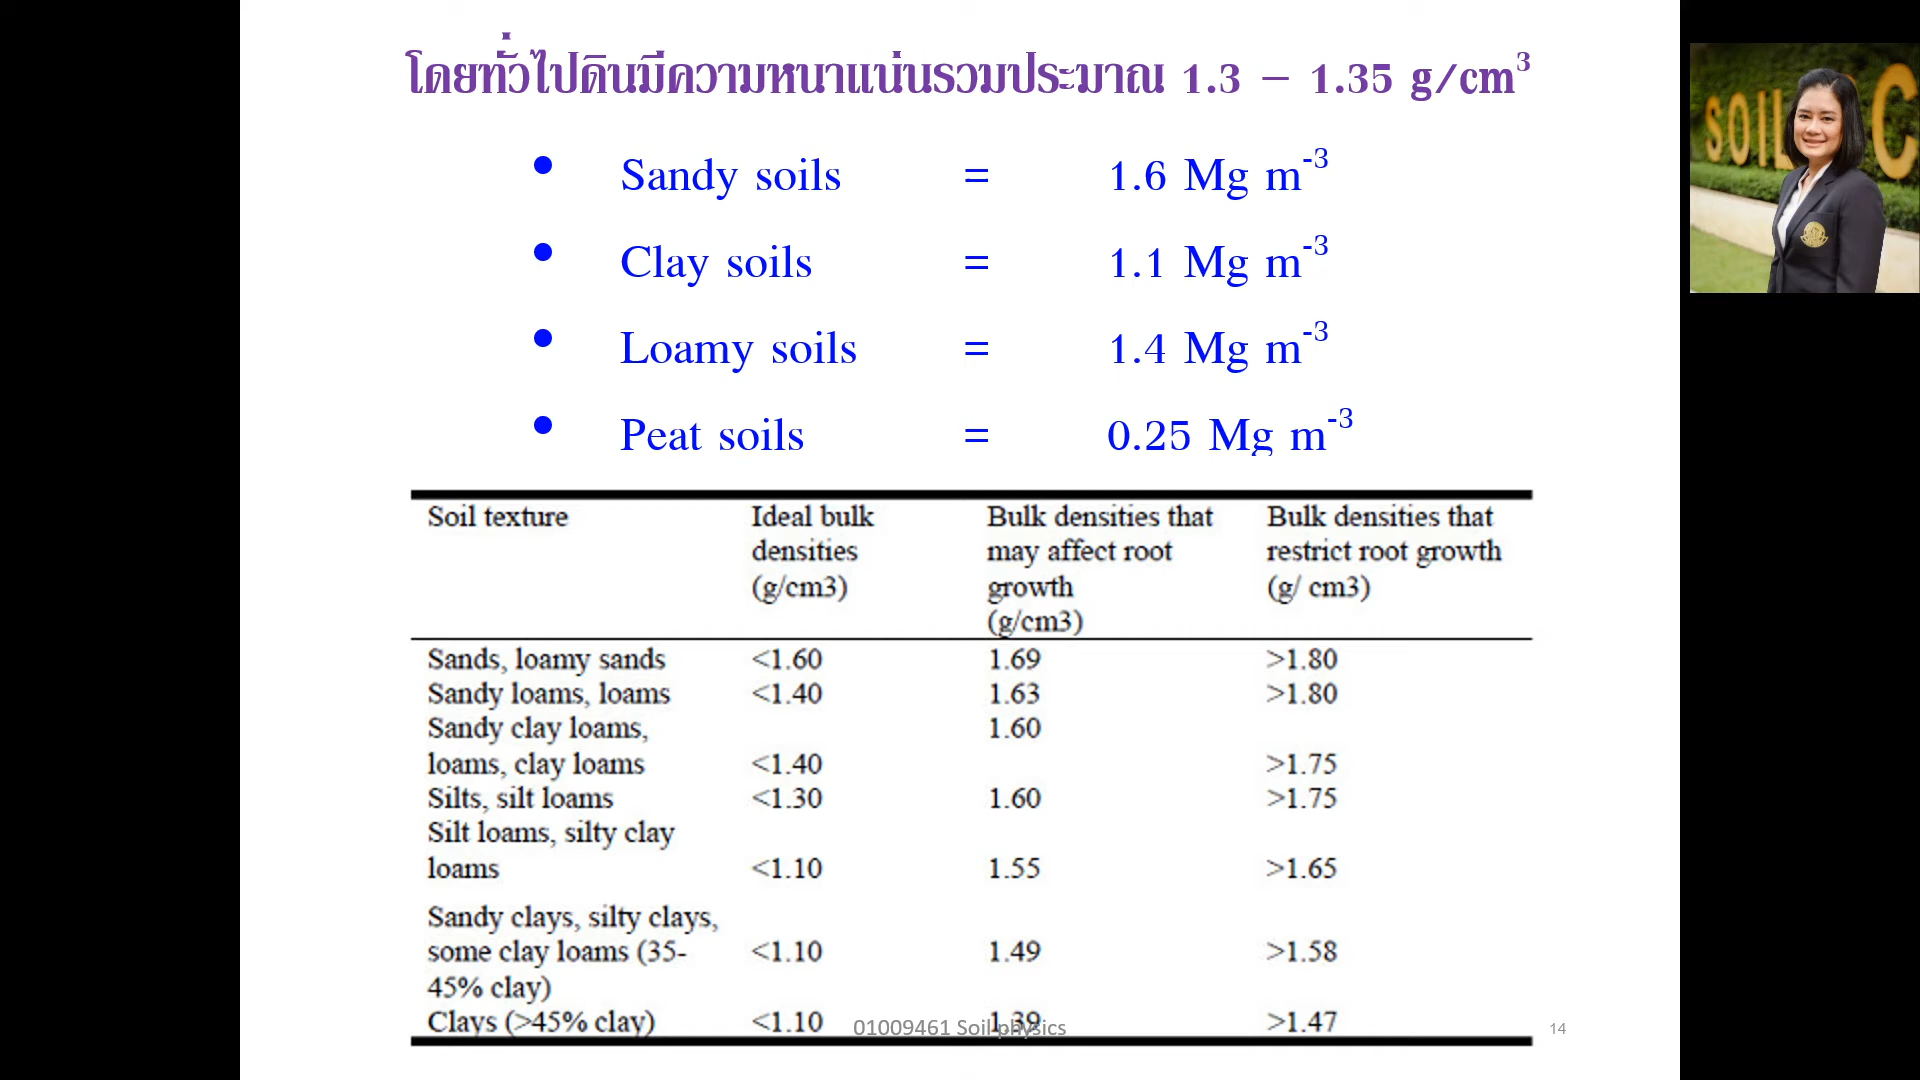 โดยทั่วไปดินมีความหนาแน่นรวมประมาณ 1.3 – 1.35 g/cm3
• Sandy soils = 1.6 Mg m-3
• Clay soils = 1.1 Mg m-3
• Loamy soils = 1.4 Mg m-3
• Peat soils = 0.25 Mg m-3
Soil texture Ideal bulk densities (g/cm3) Bulk densities that may affect root growth (g/cm3) Bulk densities that restrict root growth (g/ cm3)
Sands, loamy sands <1.60 1.69 >1.80
Sandy loams, loams <1.40 1.63 >1.80
Sandy clay loams, 1.60
loams, clay loams <1.40 >1.75
Silts, silt loams <1.30 1.60 >1.75
Silt loams, silty clay
loams <1.10 1.55 >1.65
Sandy clays, silty clays,
some clay loams (35- <1.10 1.49 >1.58
45% clay)
Clays (>45% clay) <1.10 1.39 >1.47
01009461 Soil physics
14
SOIL C